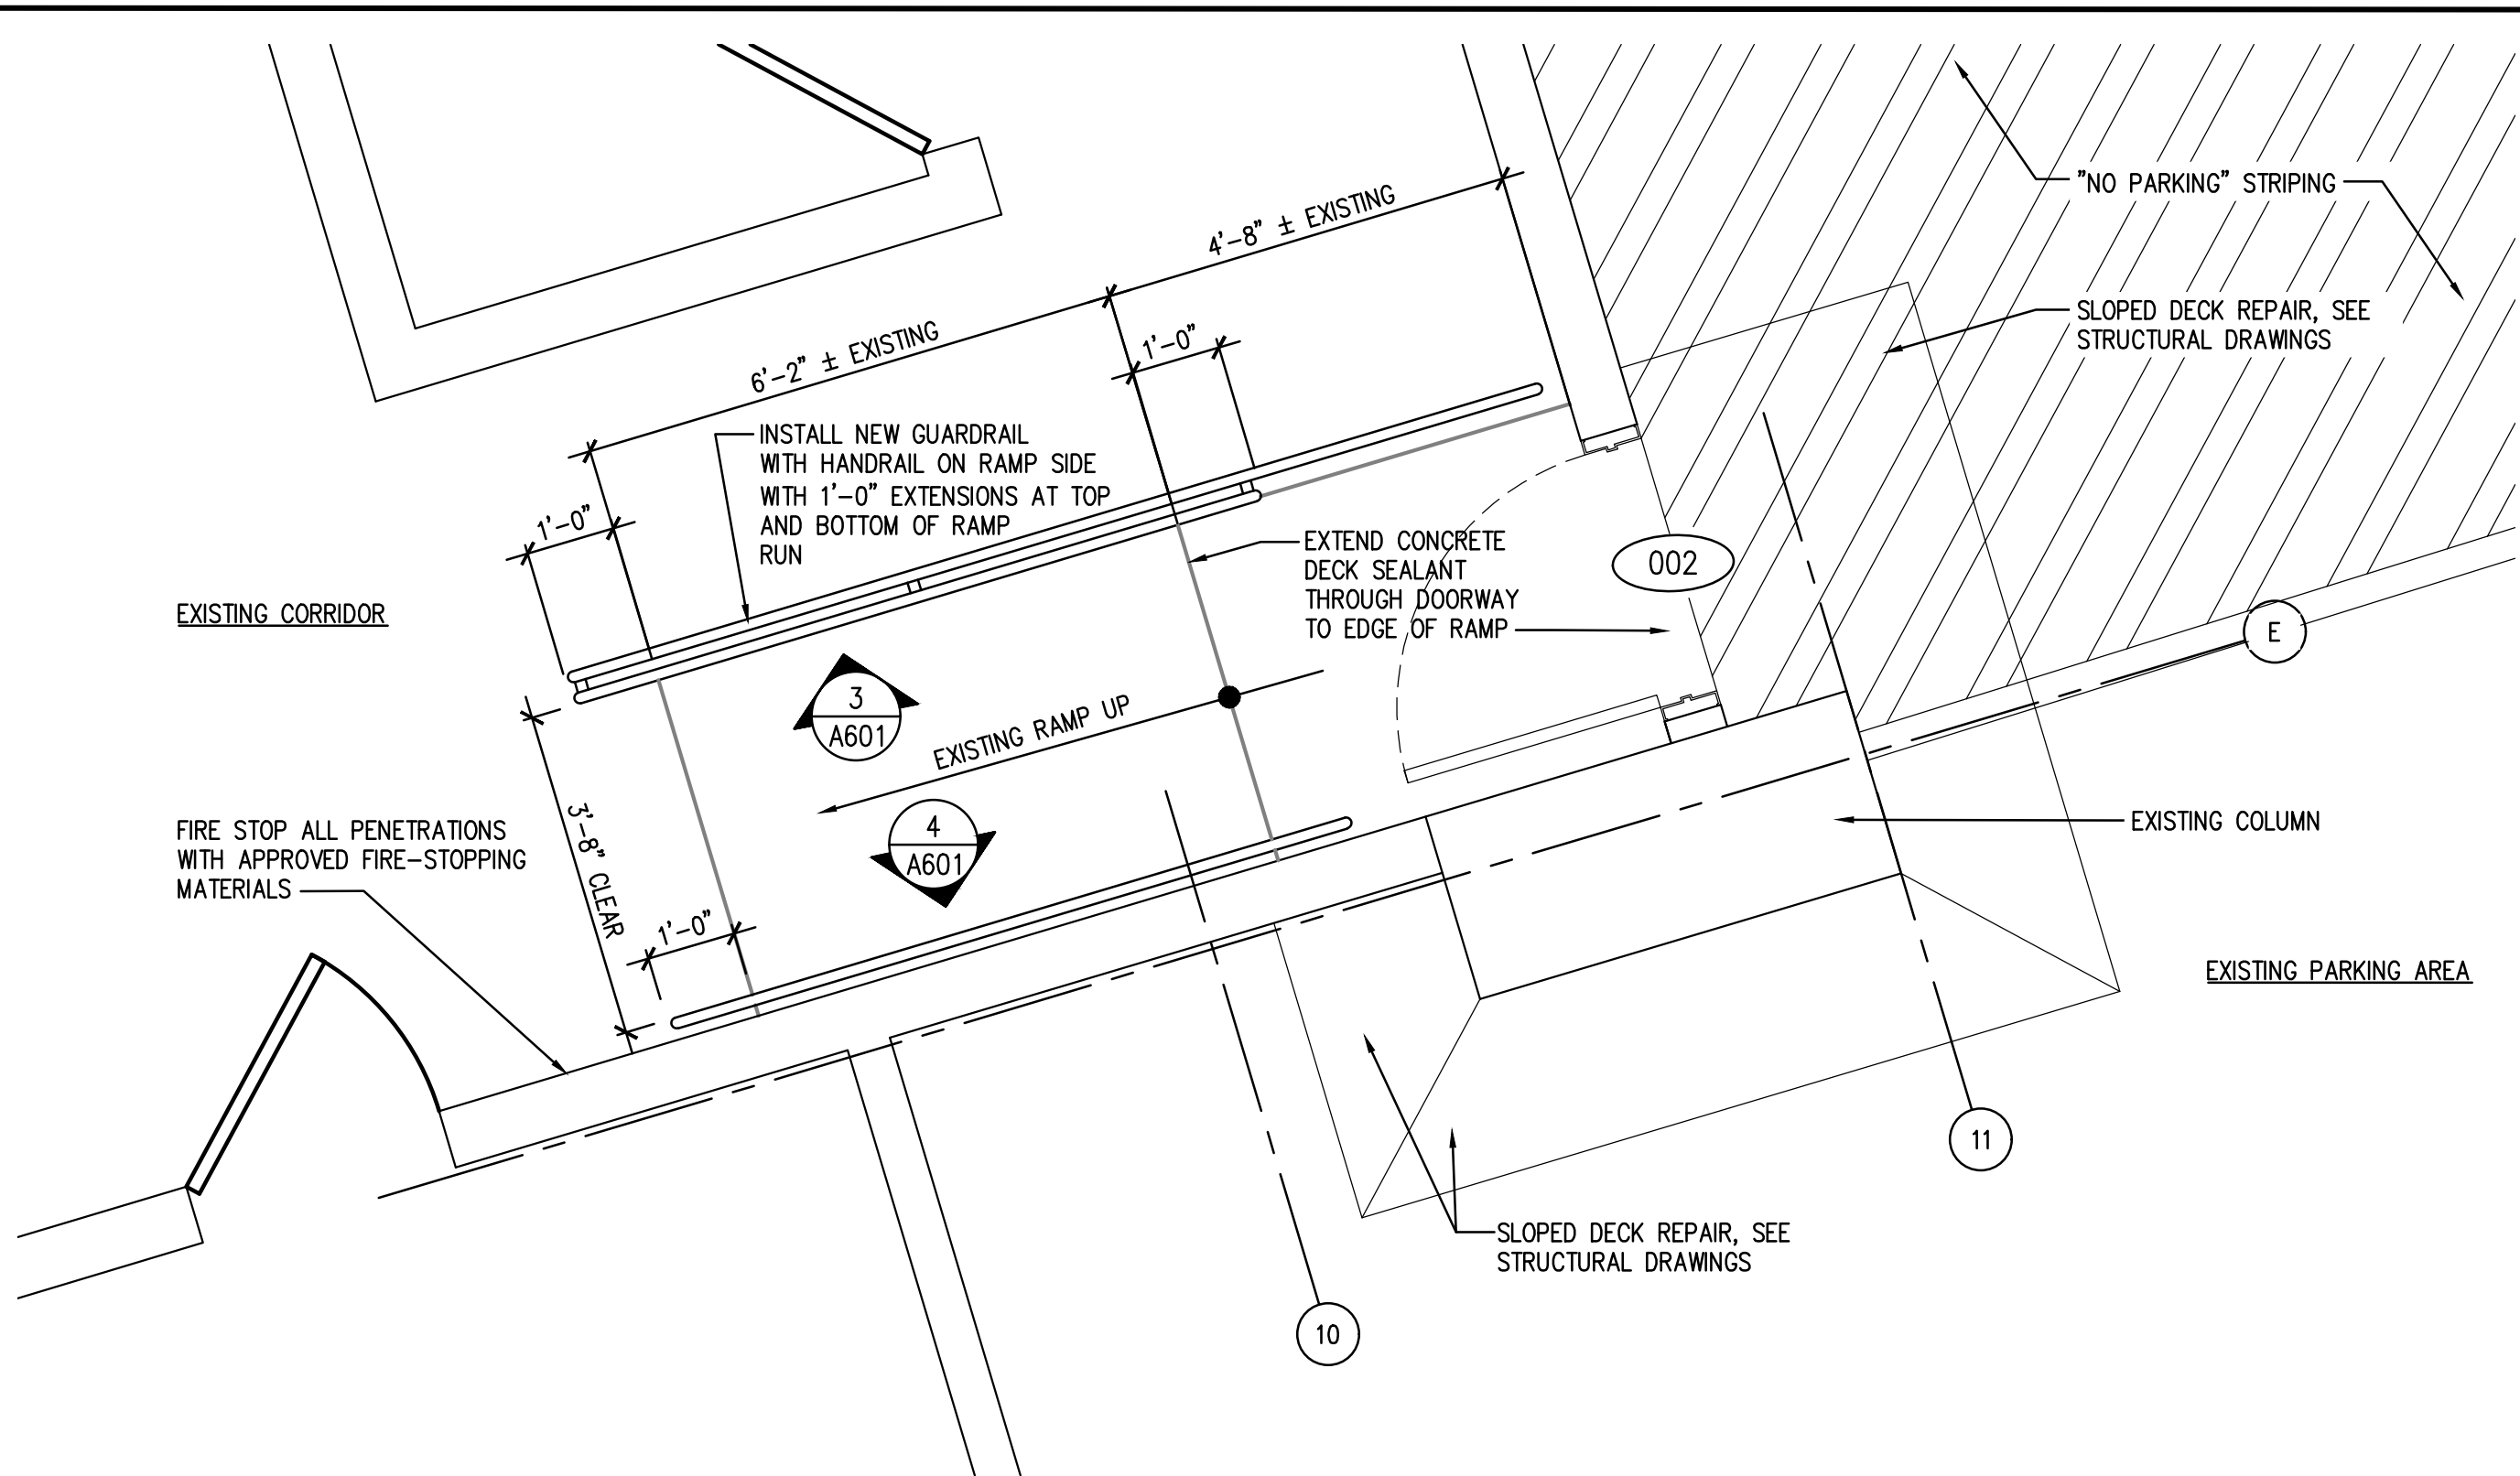 "NO PARKING" STRIPING
4'-8" ± EXISTING
SLOPED DECK REPAIR, SEE
STRUCTURAL DRAWINGS
6'-2" ± EXISTING
1'-0"
INSTALL NEW GUARDRAIL
WITH HANDRAIL ON RAMP SIDE
WITH 1'-0" EXTENSIONS AT TOP
AND BOTTOM OF RAMP
RUN
1'-0"
EXTEND CONCRETE
DECK SEALANT
THROUGH DOORWAY
TO EDGE OF RAMP
002
EXISTING CORRIDOR
E
3
A601
EXISTING RAMP UP
4
A601
FIRE STOP ALL PENETRATIONS
WITH APPROVED FIRE-STOPPING
MATERIALS
3'-8" CLEAR
1'-0"
EXISTING COLUMN
EXISTING PARKING AREA
11
SLOPED DECK REPAIR, SEE
STRUCTURAL DRAWINGS
10